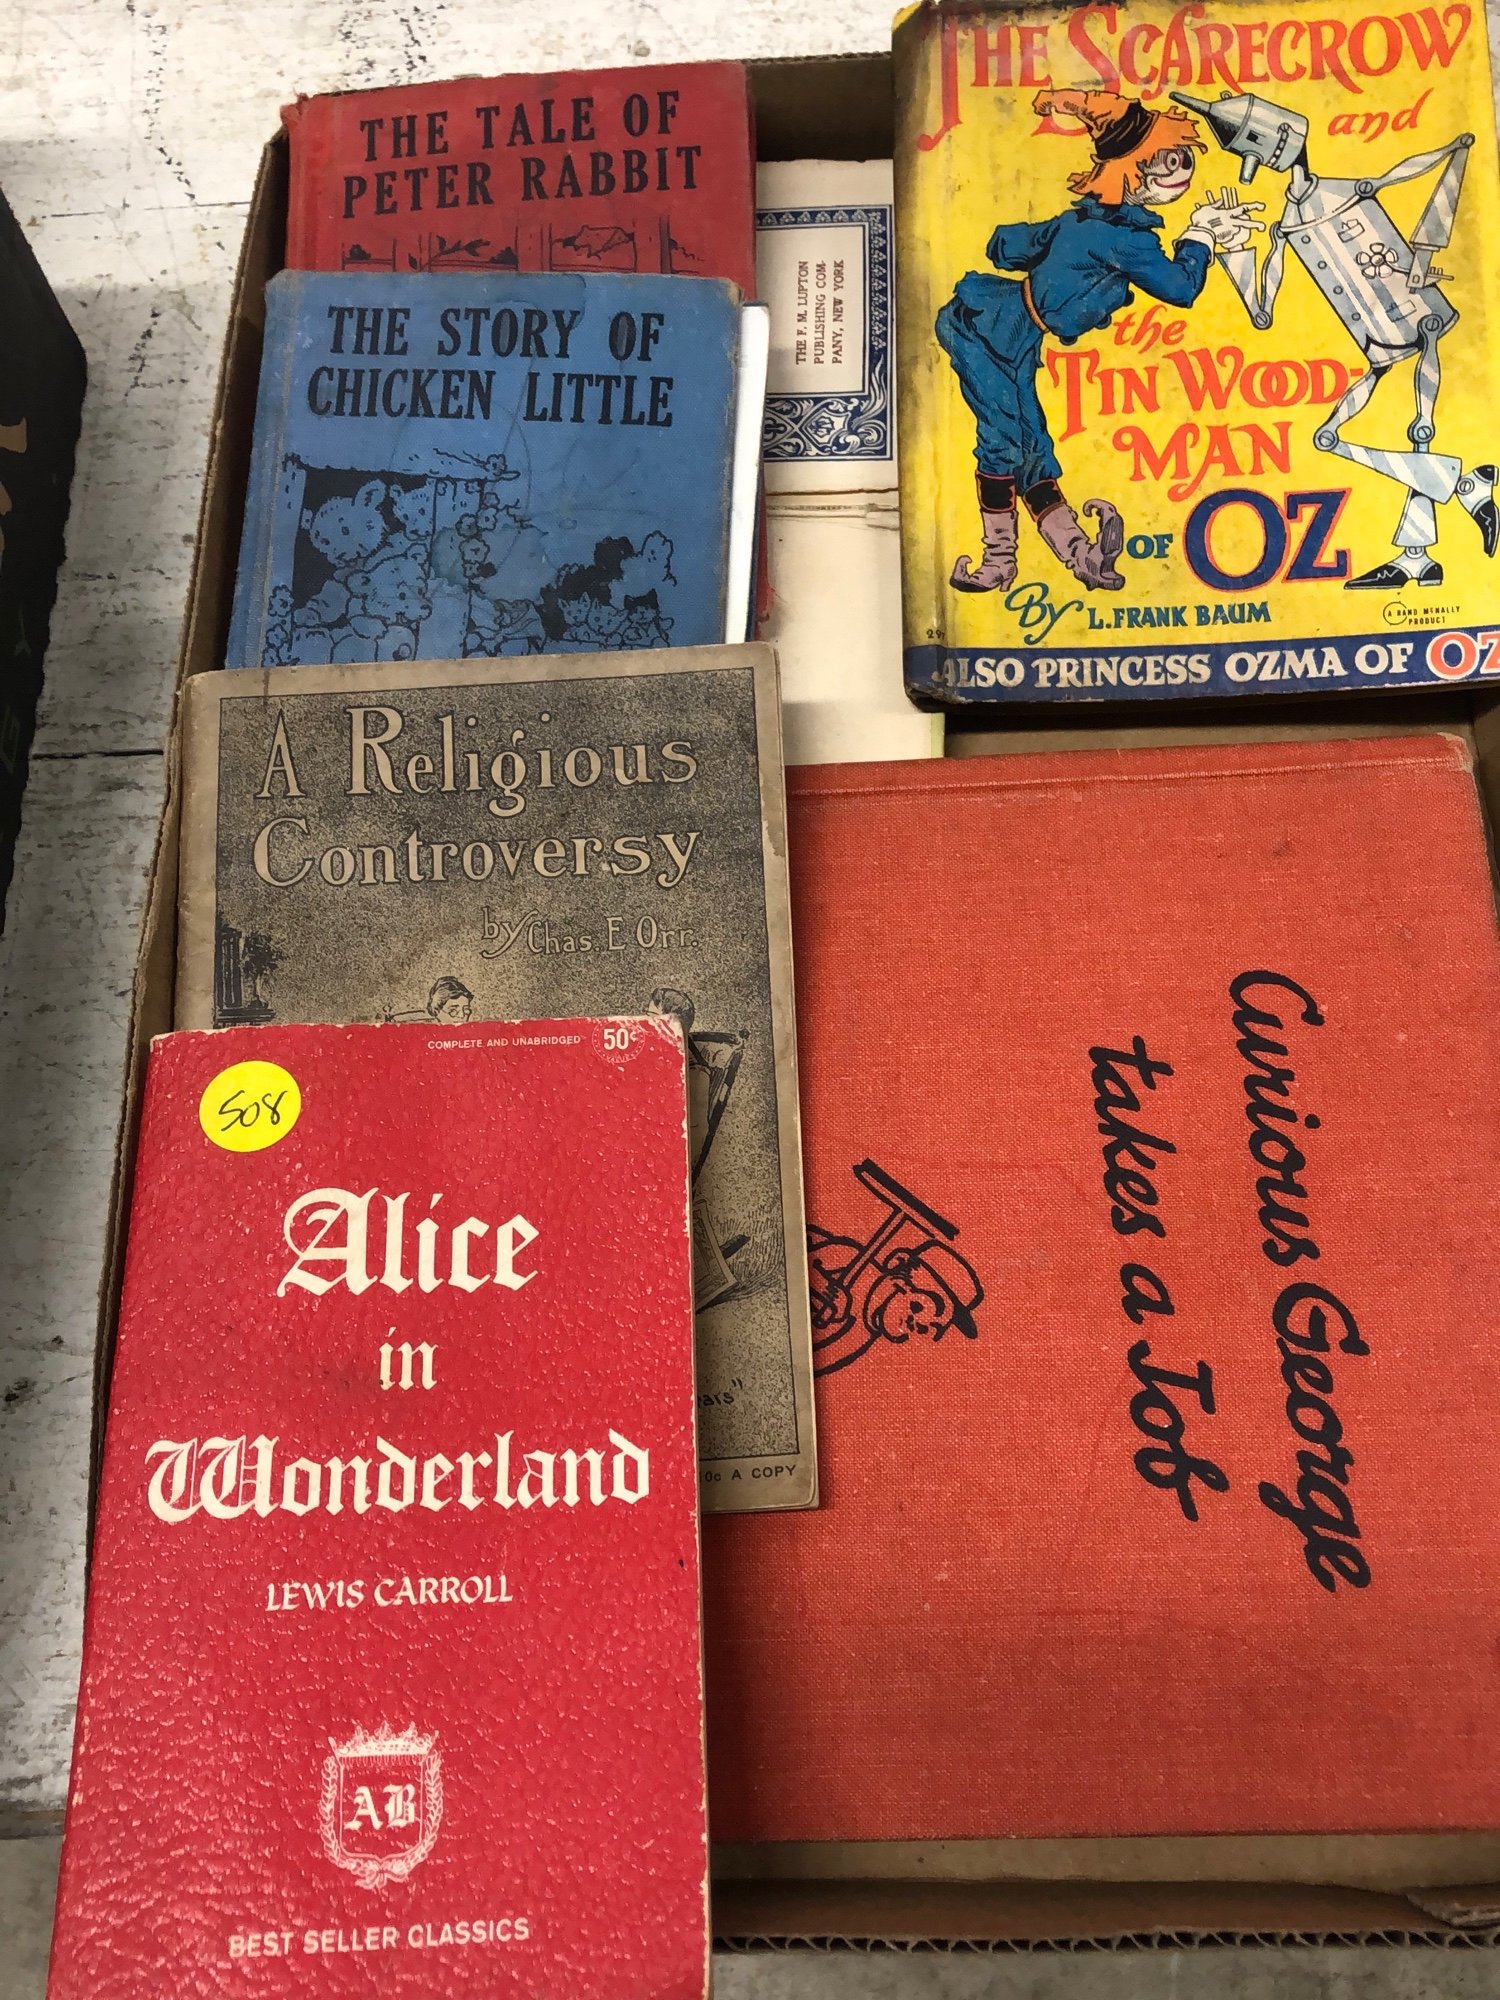 THE TALE OF
PETER RABBIT
THE STORY OF
CHICKEN LITTLE
THE F. M. LUPTON
PUBLISHING COM-
PANY, NEW YORK
THE SCARECROW
and
the
TIN WOOD-
MAN
OF OZ
By L. FRANK BAUM
A RAND McNALLY
PRODUCT
ALSO PRINCESS OZMA OF OZ
A Religious
Controversy
by Chas. E Orr.
10c A COPY
COMPLETE AND UNABRIDGED
50¢
508
Alice
in
Wonderland
LEWIS CARROLL
AB
BEST SELLER CLASSICS
Curious George
takes a Job